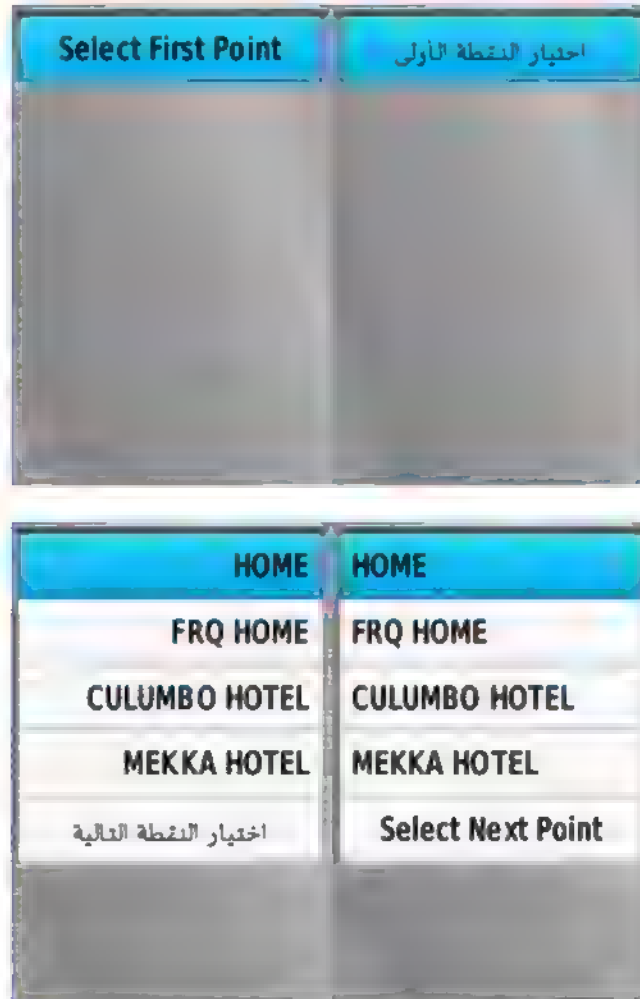 Select First Point
اختيار النقطة الأولى
HOME
HOME
FRQ HOME
FRQ HOME
CULUMBO HOTEL
CULUMBO HOTEL
MEKKA HOTEL
MEKKA HOTEL
اختيار النقطة التالية
Select Next Point